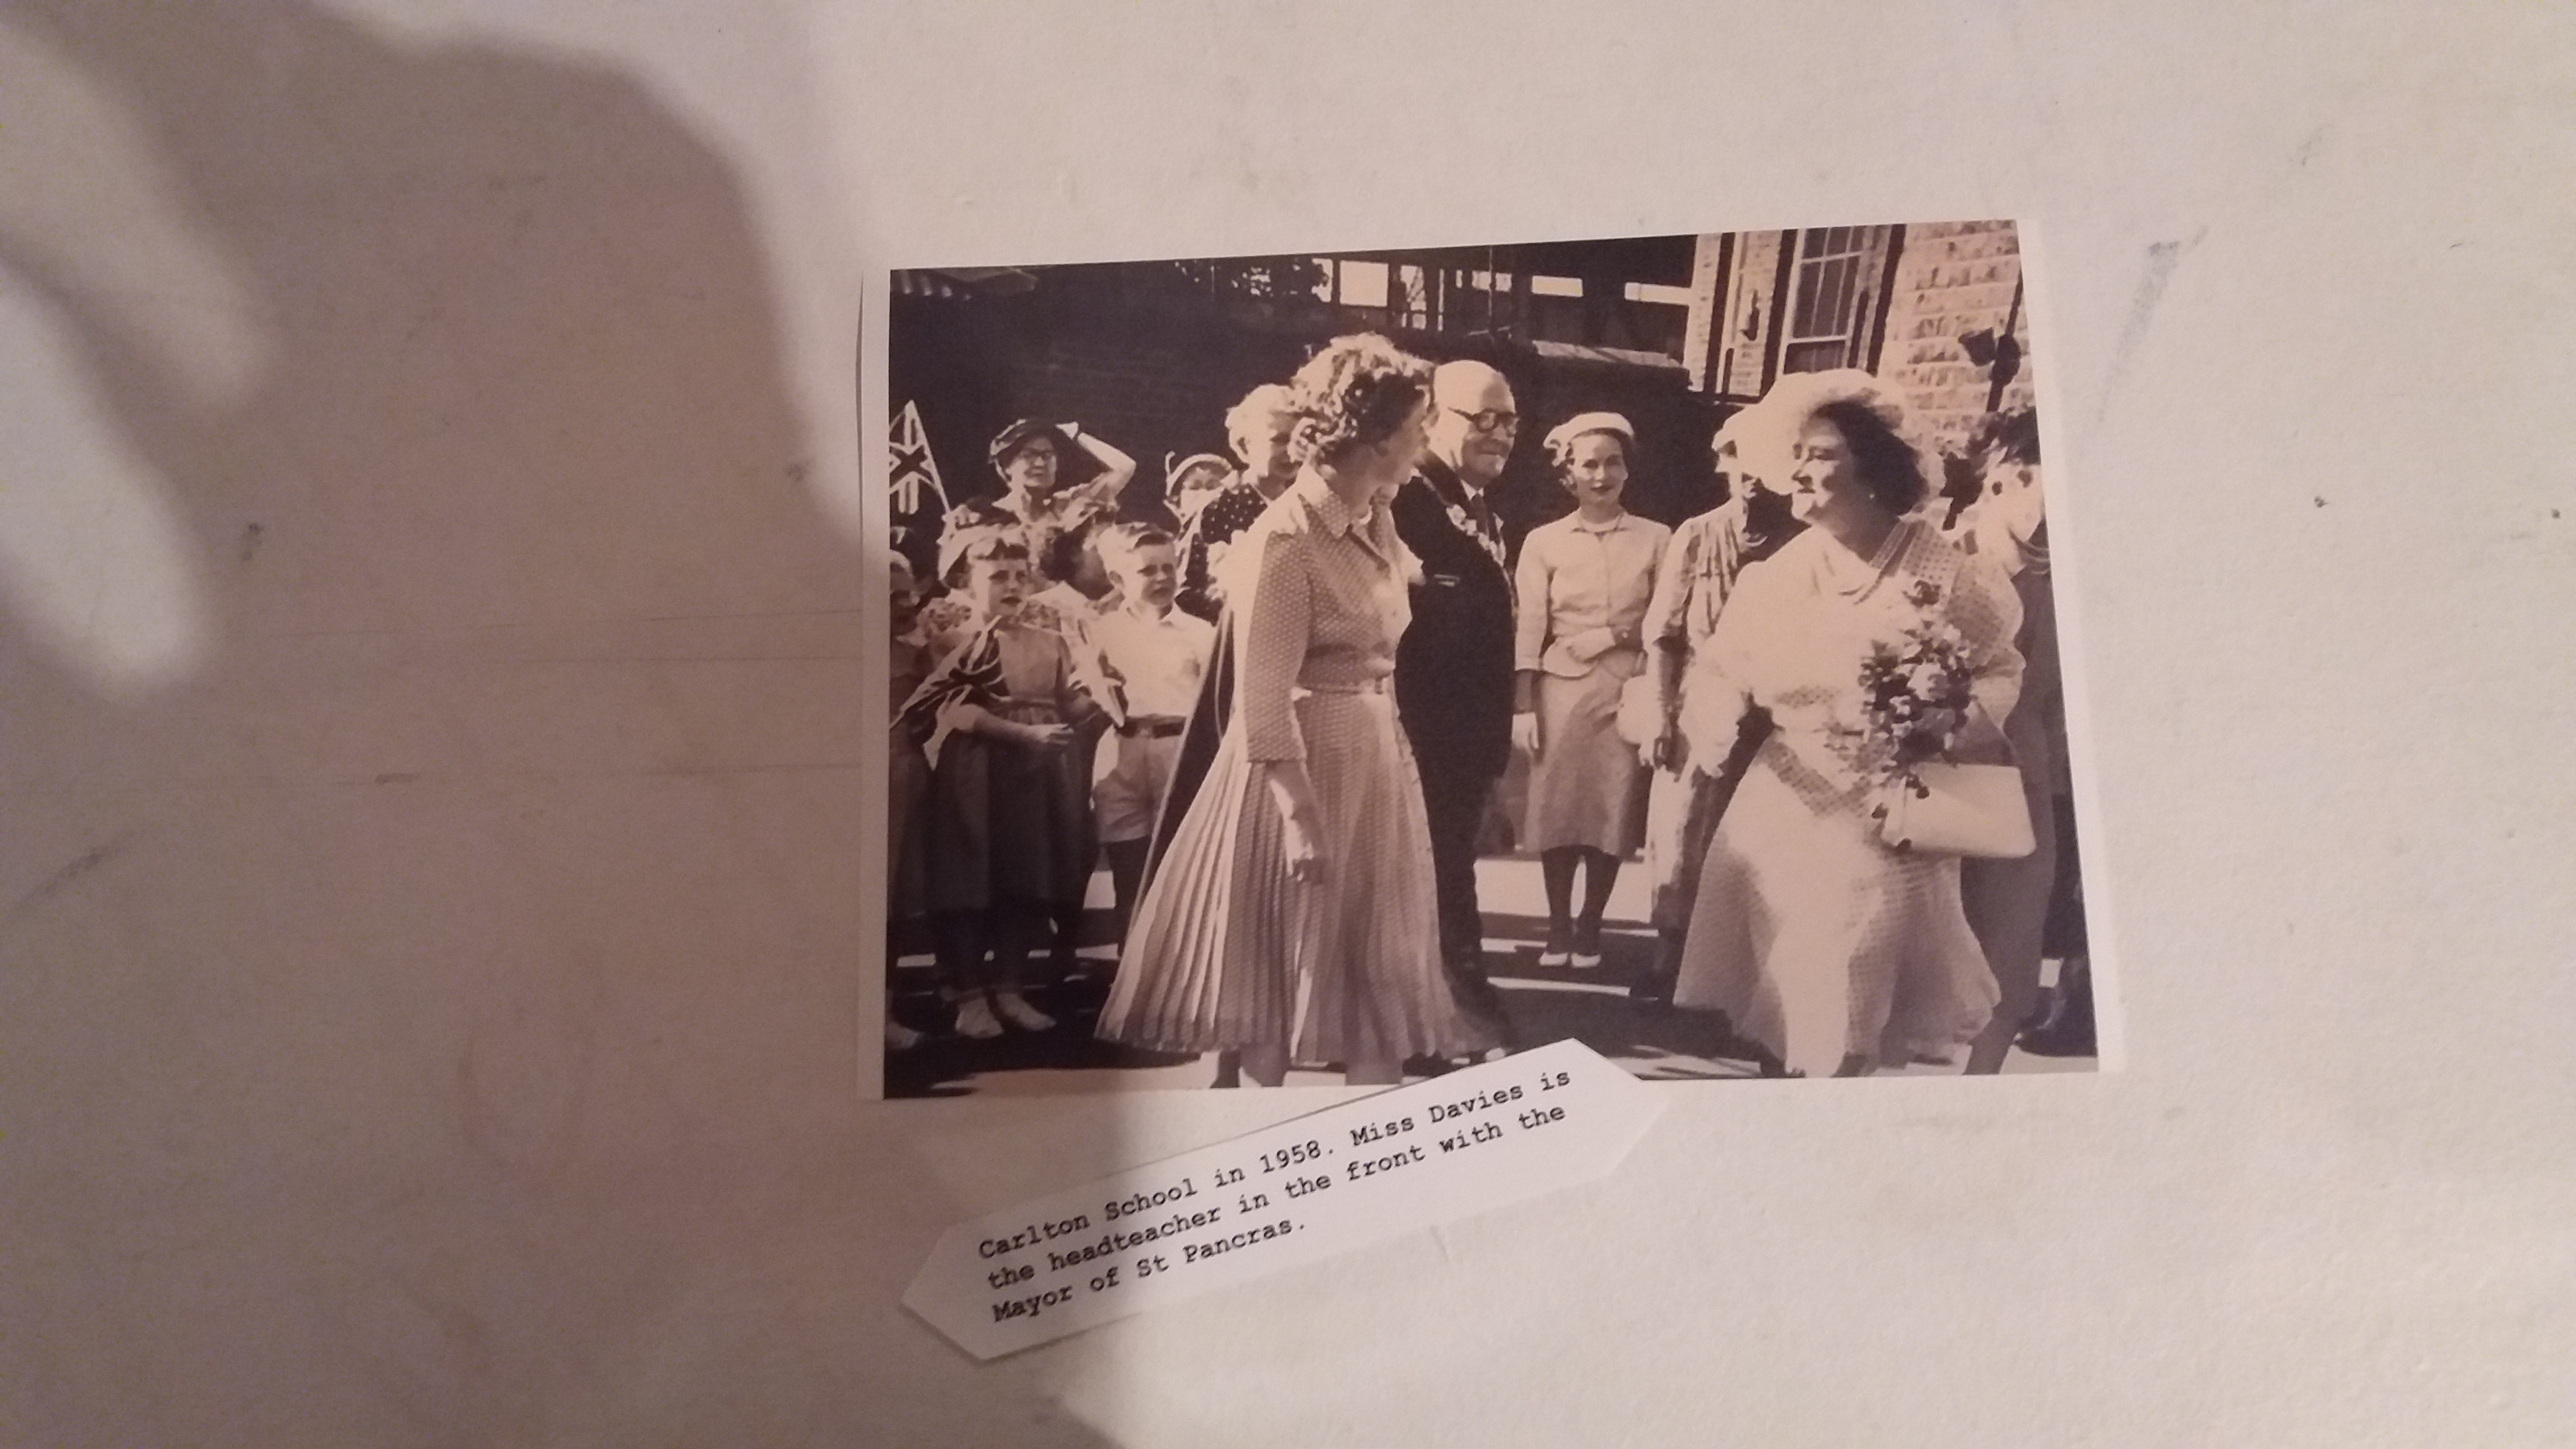 Carlton School in 1958. Miss Davies is
the headteacher in the front with the
Mayor of St Pancras.